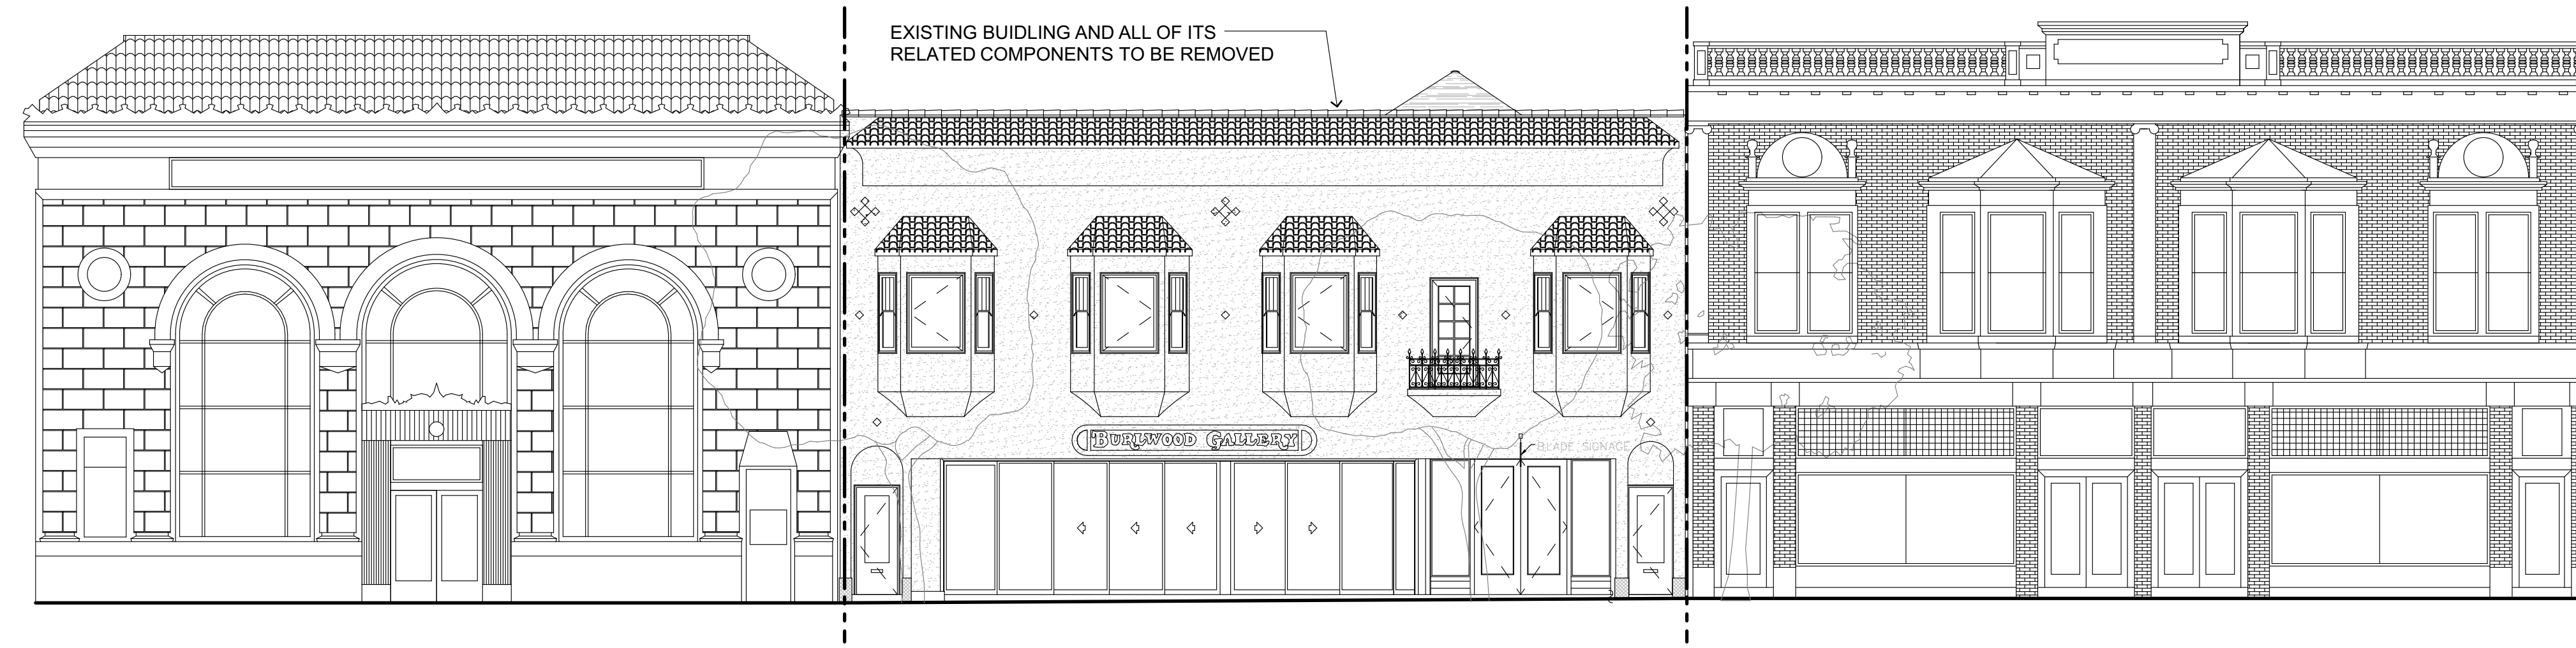 EXISTING BUIDLING AND ALL OF ITS
RELATED COMPONENTS TO BE REMOVED
BURLWOOD GALLERY
BLADE SIGNAGE